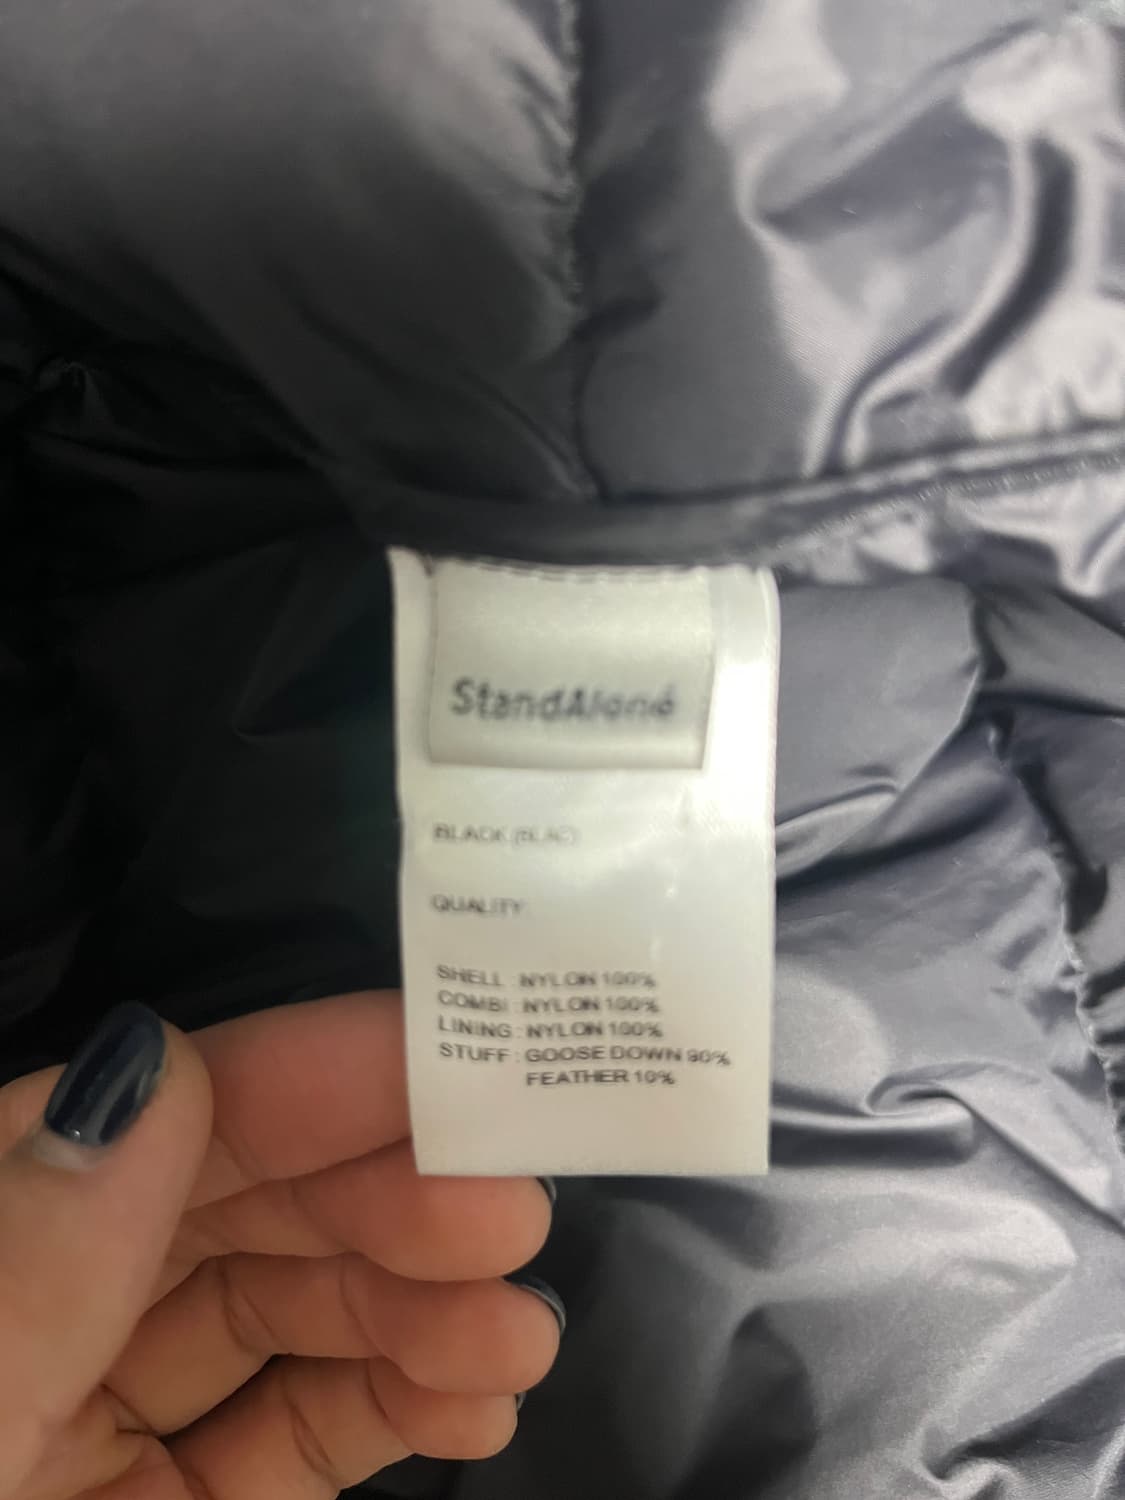 StandAlone
BLACK (BLAC)
QUALITY:
SHELL : NYLON 100%
COMBI : NYLON 100%
LINING : NYLON 100%
STUFF : GOOSE DOWN 90%
FEATHER 10%